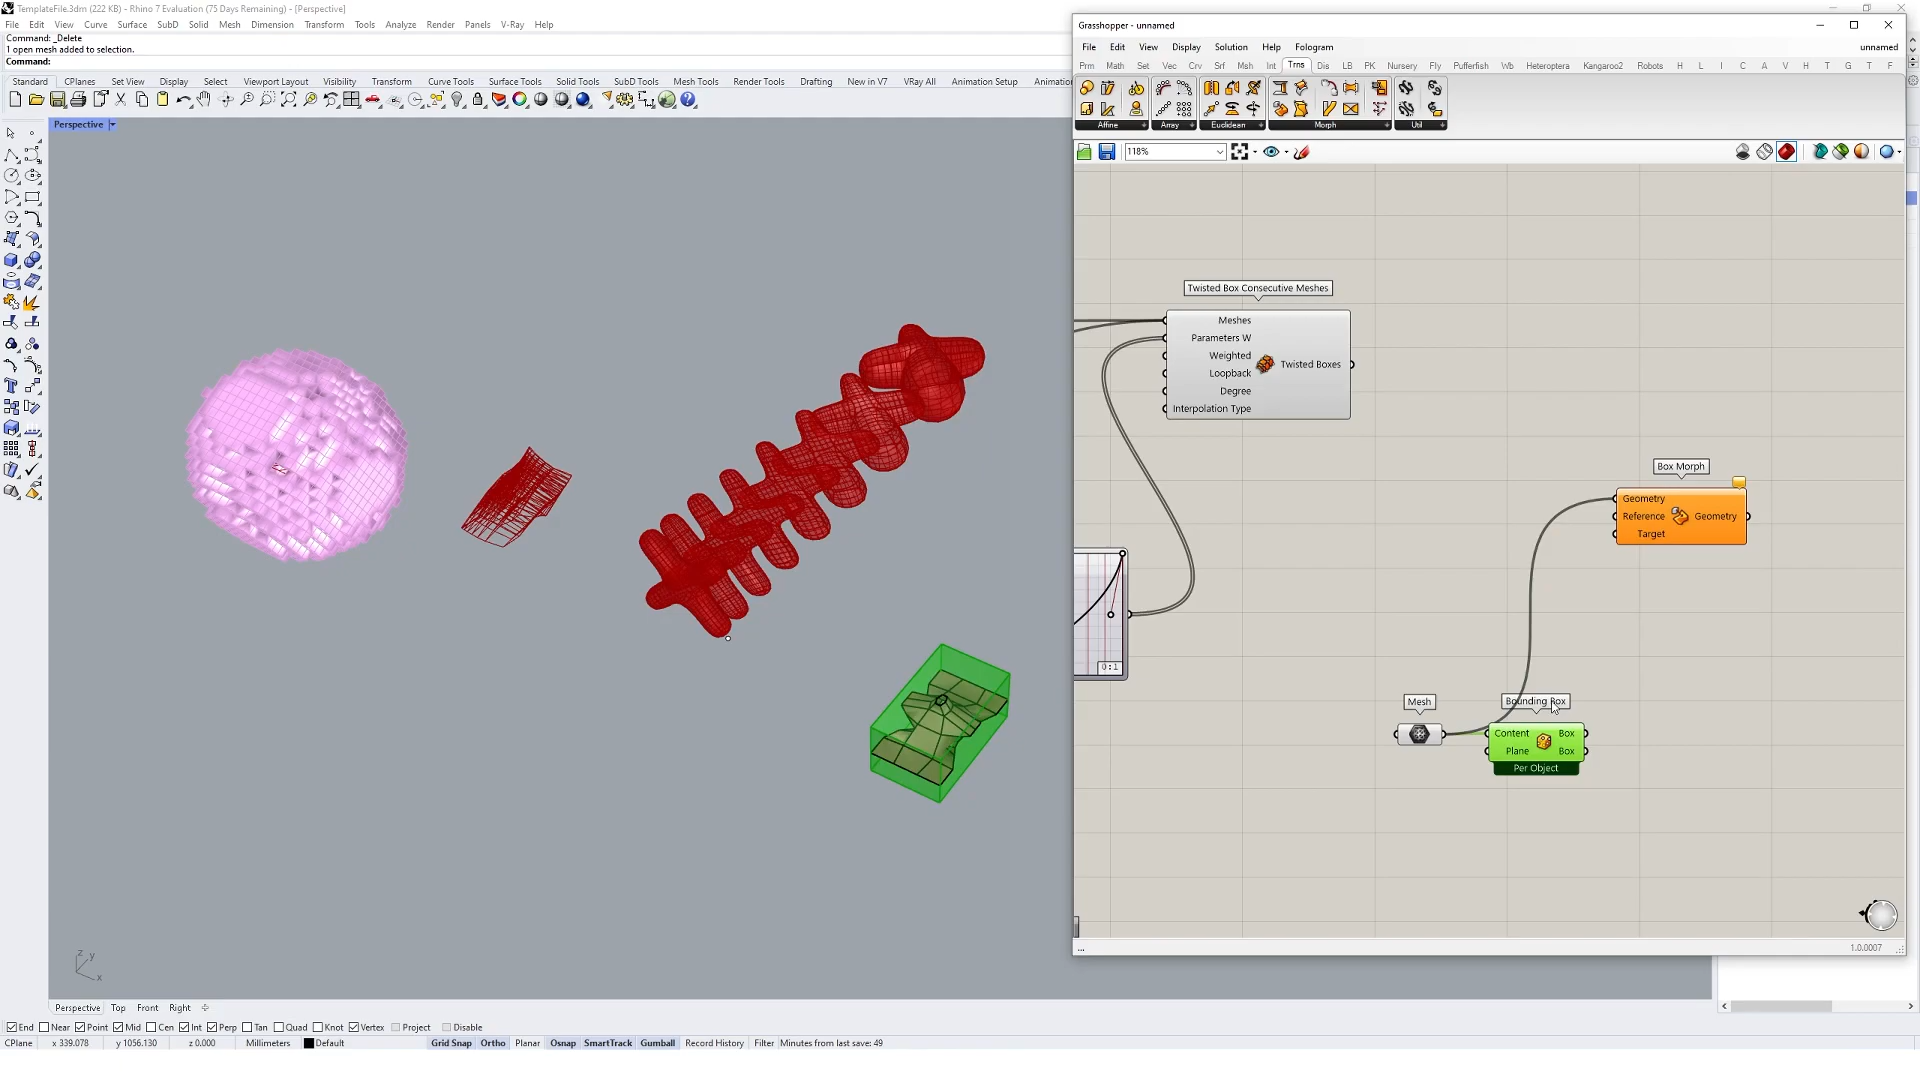 TemplateFile.3dm (222 KB) - Rhino 7 Evaluation (75 Days Remaining) - [Perspective]
File Edit View Curve Surface SubD Solid Mesh Dimension Transform Tools Analyze Render Panels V-Ray Help
Command: _Delete
1 open mesh added to selection.
Command:
Standard CPlanes Set View Display Select Viewport Layout Visibility Transform Curve Tools Surface Tools Solid Tools SubD Tools Mesh Tools Render Tools Drafting New in V7 VRay All Animation Setup Animation
Perspective
Grasshopper - unnamed
File Edit View Display Solution Help Fologram unnamed
Prm Math Set Vec Crv Srf Msh Int Trns Dis LB PK Nursery Fly Pufferfish Wb Heteroptera Kangaroo2 Robots H L I C A V H T G T F
Affine Array Euclidean Morph Util
118%
Twisted Box Consecutive Meshes
Meshes
Parameters W
Weighted
Loopback
Degree
Interpolation Type
Twisted Boxes
Box Morph
Geometry
Reference
Target
Geometry
0:1
Mesh
Bounding Box
Content Box
Plane Box
Per Object
... 1.0.0007
z
y
x
Perspective Top Front Right
End Near Point Mid Cen Int Perp Tan Quad Knot Vertex Project Disable
CPlane x 339.078 y 1056.130 z 0.000 Millimeters Default Grid Snap Ortho Planar Osnap SmartTrack Gumball Record History Filter Minutes from last save: 49